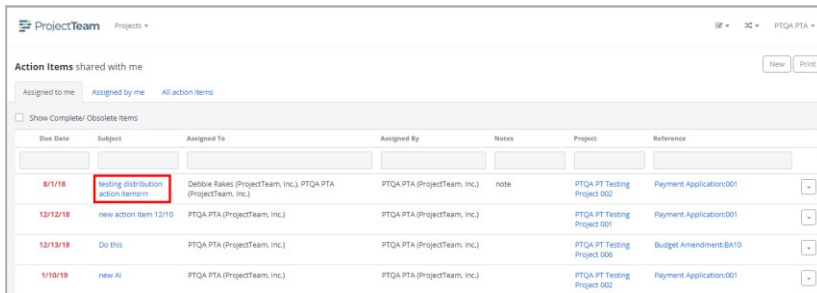 ProjectTeam Projects PTQA PTA
Action Items shared with me New Print
Assigned to me Assigned by me All action items
Show Complete/ Obsolete Items
Due Date Subject Assigned To Assigned By Notes Project Reference
8/1/18 testing distribution Debbie Rakes (ProjectTeam, Inc.), PTQA PTA PTQA PTA (ProjectTeam, Inc.) note PTQA PT Testing Payment Application:001
action itemsrrr (ProjectTeam, Inc.) Project 002
12/12/18 new action item 12/10 PTQA PTA (ProjectTeam, Inc.) PTQA PTA (ProjectTeam, Inc.) PTQA PT Testing Payment Application:001
Project 001
12/13/18 Do this PTQA PTA (ProjectTeam, Inc.) PTQA PTA (ProjectTeam, Inc.) PTQA PT Testing Budget Amendment:BA10
Project 006
1/10/19 new AI PTQA PTA (ProjectTeam, Inc.) PTQA PTA (ProjectTeam, Inc.) PTQA PT Testing Payment Application:001
Project 002